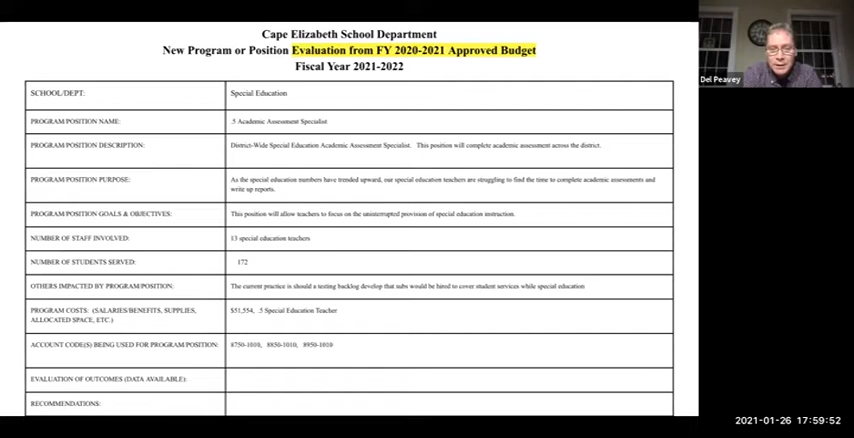 Cape Elizabeth School Department
New Program or Position Evaluation from FY 2020-2021 Approved Budget
Fiscal Year 2021-2022
SCHOOL/DEPT: Special Education
PROGRAM/POSITION NAME: .5 Academic Assessment Specialist
PROGRAM/POSITION DESCRIPTION: District-Wide Special Education Academic Assessment Specialist. This position will complete academic assessment across the district.
PROGRAM/POSITION PURPOSE: As the special education numbers have trended upward, our special education teachers are struggling to find the time to complete academic assessments and
write up reports.
PROGRAM/POSITION GOALS & OBJECTIVES: This position will allow teachers to focus on the uninterrupted provision of special education instruction.
NUMBER OF STAFF INVOLVED: 13 special education teachers
NUMBER OF STUDENTS SERVED: 172
OTHERS IMPACTED BY PROGRAM/POSITION: The current practice is should a testing backlog develop that subs would be hired to cover student services while special education
PROGRAM COSTS: (SALARIES/BENEFITS, SUPPLIES, $51,554, .5 Special Education Teacher
ALLOCATED SPACE, ETC.)
ACCOUNT CODE(S) BEING USED FOR PROGRAM/POSITION: 8750-1010, 8850-1010, 8950-1010
EVALUATION OF OUTCOMES (DATA AVAILABLE):
RECOMMENDATIONS:
Del Peavey
2021-01-26 17:59:52